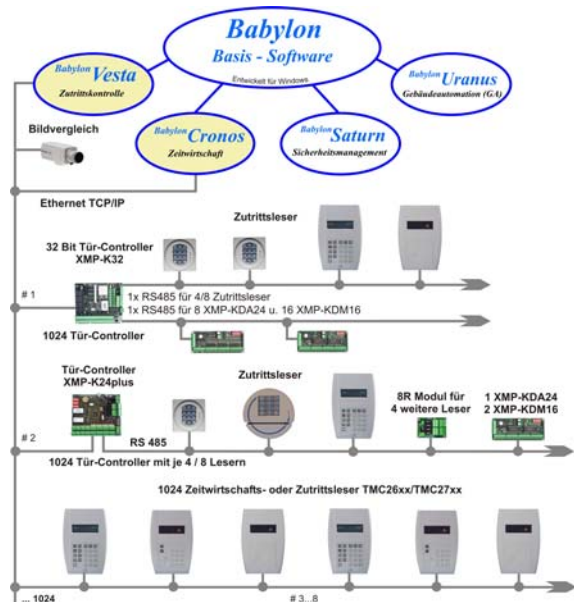 Babylon
Basis - Software
Entwickelt für Windows
Babylon Vesta
Zutrittskontrolle
Babylon Uranus
Gebäudeautomation (GA)
Babylon Cronos
Zeitwirtschaft
Babylon Saturn
Sicherheitsmanagement
Bildvergleich
Ethernet TCP/IP
Zutrittsleser
32 Bit Tür-Controller
XMP-K32
# 1
1x RS485 für 4/8 Zutrittsleser
1x RS485 für 8 XMP-KDA24 u. 16 XMP-KDM16
1024 Tür-Controller
Tür-Controller
XMP-K24plus
Zutrittsleser
8R Modul für
4 weitere Leser
1 XMP-KDA24
2 XMP-KDM16
# 2
RS 485
1024 Tür-Controller mit je 4 / 8 Lesern
1024 Zeitwirtschafts- oder Zutrittsleser TMC26xx/TMC27xx
... 1024
# 3...8